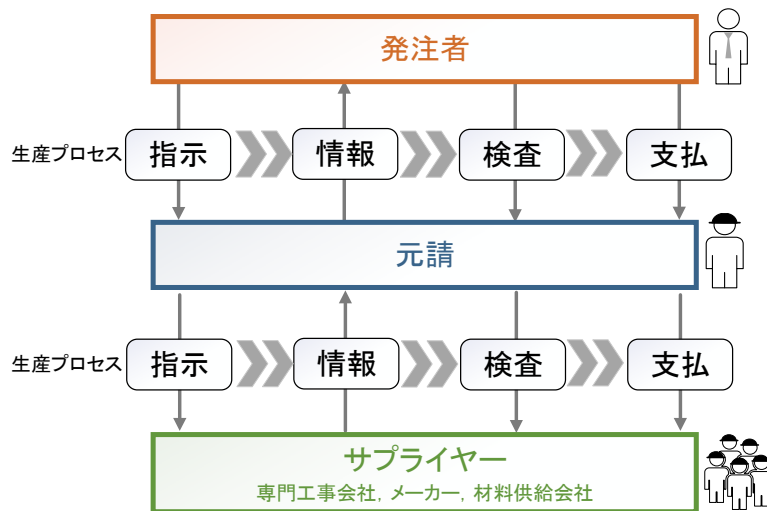 発注者
生産プロセス 指示 情報 検査 支払
元請
生産プロセス 指示 情報 検査 支払
サプライヤー
専門工事会社, メーカー, 材料供給会社